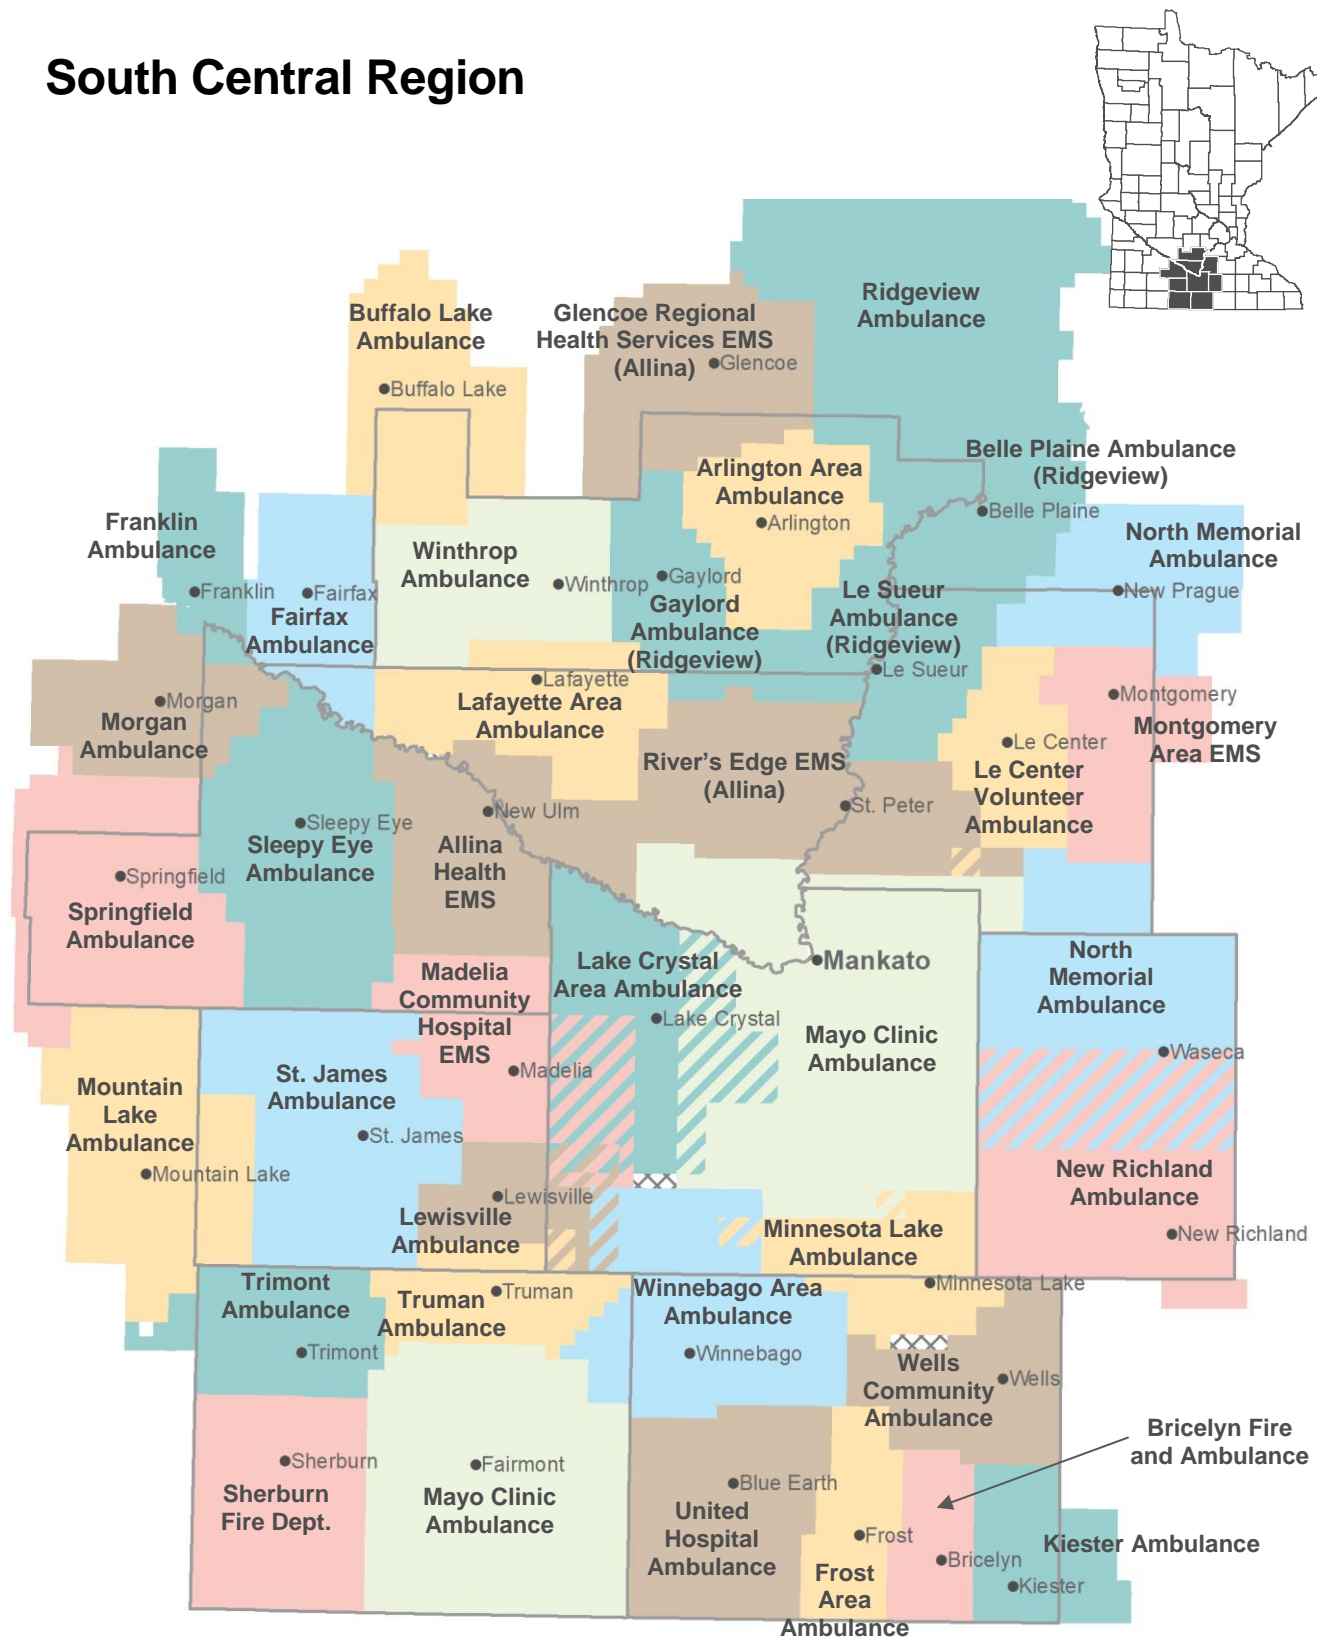 South Central Region
Ridgeview
Ambulance
Buffalo Lake
Ambulance
Glencoe Regional
Health Services EMS
(Allina)
Glencoe
Buffalo Lake
Belle Plaine Ambulance
(Ridgeview)
Arlington Area
Ambulance
Arlington
Belle Plaine
Franklin
Ambulance
North Memorial
Ambulance
Winthrop
Ambulance
Winthrop
Gaylord
Franklin
Fairfax
Fairfax
Ambulance
Gaylord
Ambulance
(Ridgeview)
Le Sueur
Ambulance
(Ridgeview)
New Prague
Le Sueur
Lafayette
Lafayette Area
Ambulance
Morgan
Morgan
Ambulance
Montgomery
Montgomery
Area EMS
Le Center
Le Center
Volunteer
Ambulance
River's Edge EMS
(Allina)
St. Peter
New Ulm
Sleepy Eye
Sleepy Eye
Ambulance
Allina
Health
EMS
Springfield
Springfield
Ambulance
Madelia
Community
Hospital
EMS
Madelia
Lake Crystal
Area Ambulance
Lake Crystal
Mankato
Mayo Clinic
Ambulance
North
Memorial
Ambulance
Waseca
St. James
Ambulance
St. James
Mountain
Lake
Ambulance
Mountain Lake
New Richland
Ambulance
New Richland
Lewisville
Lewisville
Ambulance
Minnesota Lake
Ambulance
Minnesota Lake
Trimont
Ambulance
Trimont
Truman
Truman
Ambulance
Winnebago Area
Ambulance
Winnebago
Wells
Community
Ambulance
Wells
Bricelyn Fire
and Ambulance
Sherburn
Sherburn
Fire Dept.
Fairmont
Mayo Clinic
Ambulance
Blue Earth
United
Hospital
Ambulance
Frost
Frost
Area
Ambulance
Bricelyn
Kiester Ambulance
Kiester